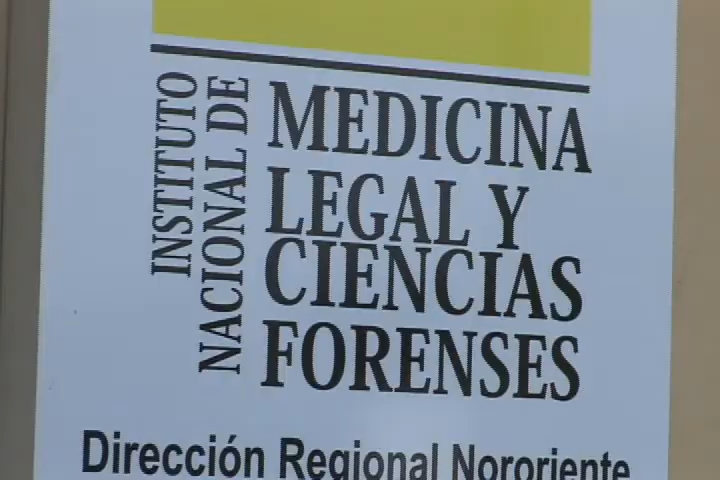 INSTITUTO
NACIONAL DE
MEDICINA
LEGAL Y
CIENCIAS
FORENSES
Dirección Regional Nororiente